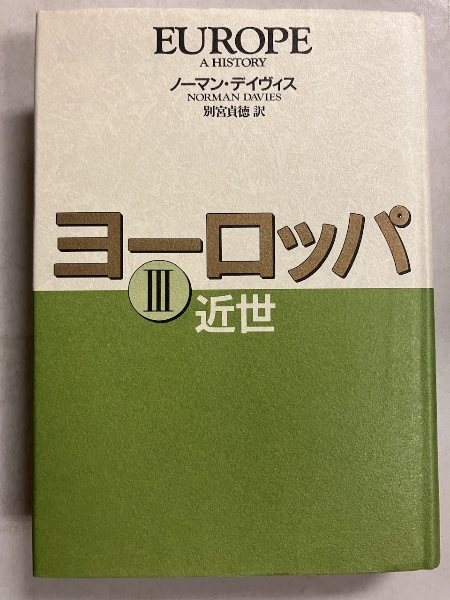 EUROPE
A HISTORY
ノーマン・デイヴィス
NORMAN DAVIES
別宮貞徳 訳
ヨーロッパ
III
近世